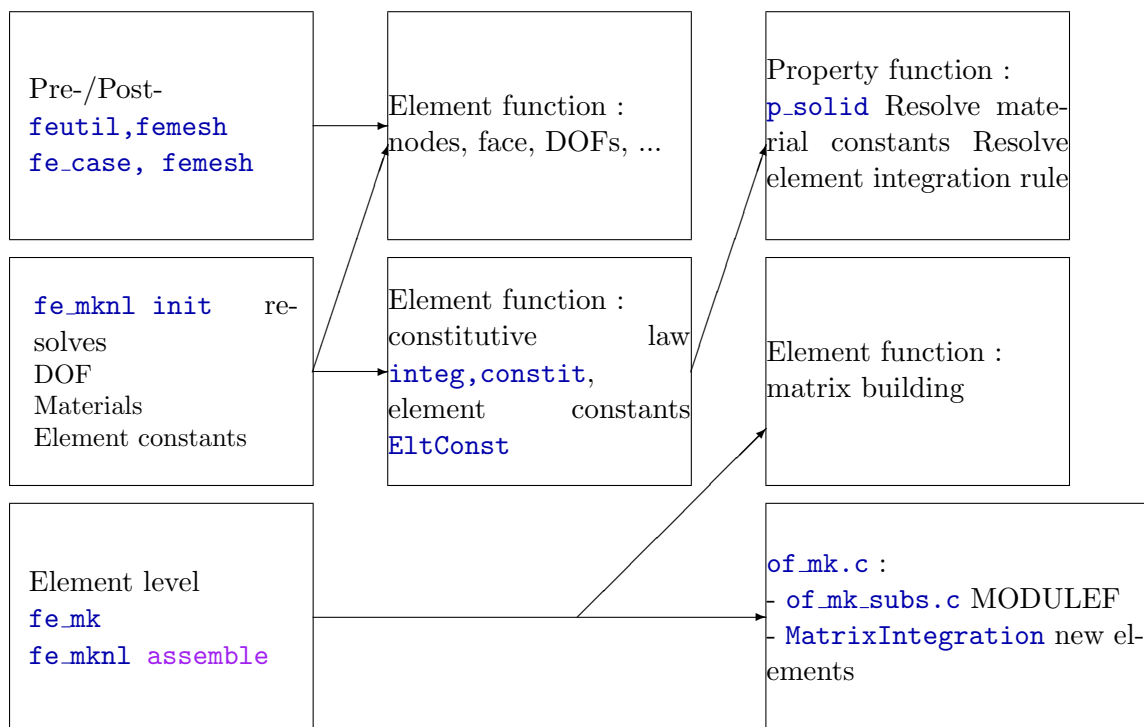 Pre-/Post-
feutil,femesh
fe_case, femesh
Element function :
nodes, face, DOFs, ...
Property function :
p_solid Resolve mate-
rial constants Resolve
element integration rule
fe_mknl init re-
solves
DOF
Materials
Element constants
Element function :
constitutive law
integ,constit,
element constants
EltConst
Element function :
matrix building
Element level
fe_mk
fe_mknl assemble
of_mk.c :
- of_mk_subs.c MODULEF
- MatrixIntegration new el-
ements